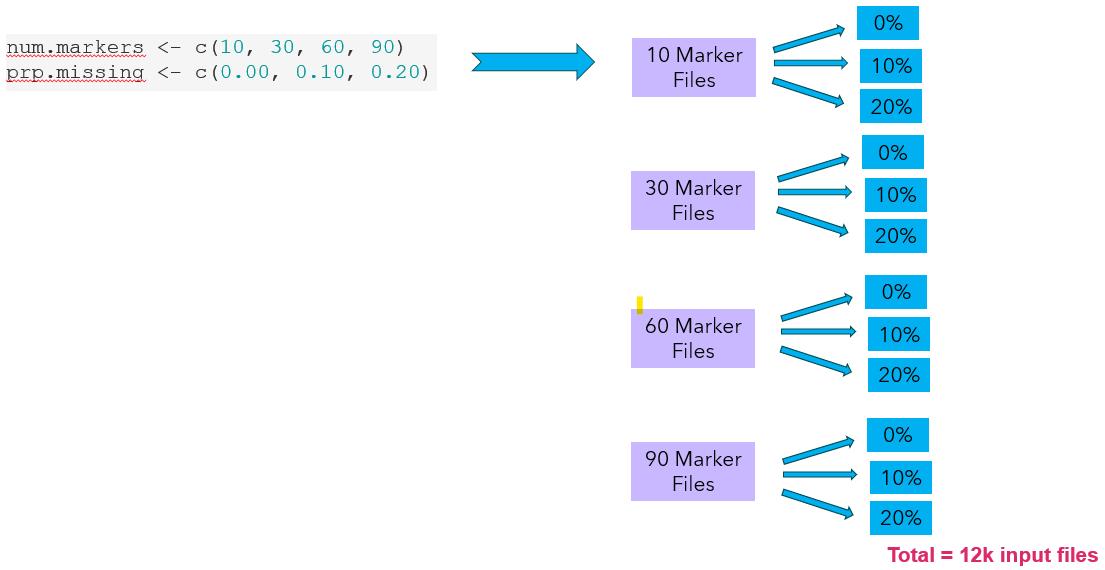 num.markers <- c(10, 30, 60, 90)
prp.missing <- c(0.00, 0.10, 0.20)
10 Marker
Files
0%
10%
20%
30 Marker
Files
0%
10%
20%
60 Marker
Files
0%
10%
20%
90 Marker
Files
0%
10%
20%
Total = 12k input files